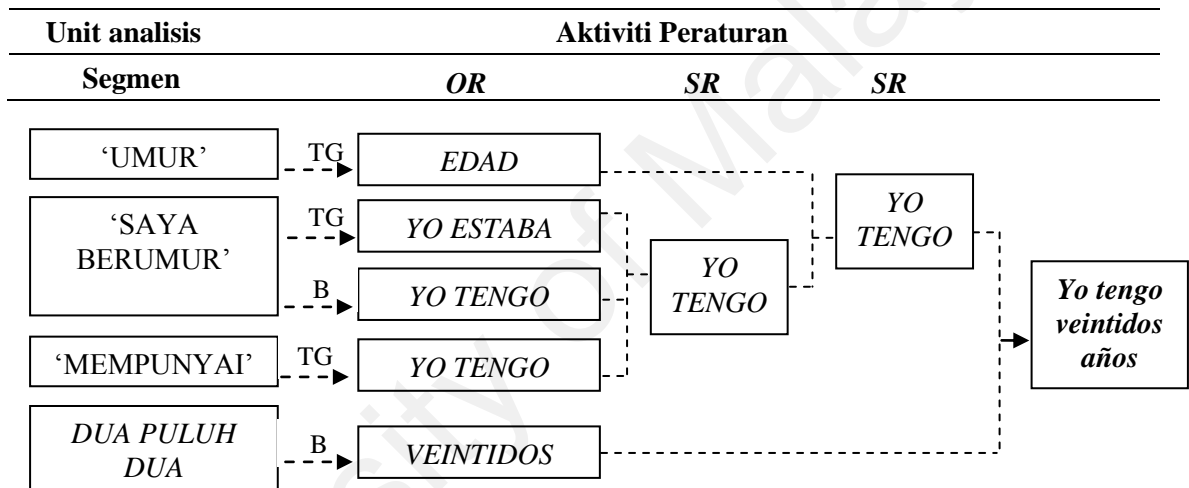 Unit analisis Aktiviti Peraturan
Segmen OR SR SR
‘UMUR’ TG EDAD
‘SAYA
BERUMUR’
TG YO ESTABA
B YO TENGO
YO
TENGO
YO
TENGO
‘MEMPUNYAI’ TG YO TENGO
DUA PULUH
DUA
B VEINTIDOS
Yo tengo
veintidos
años